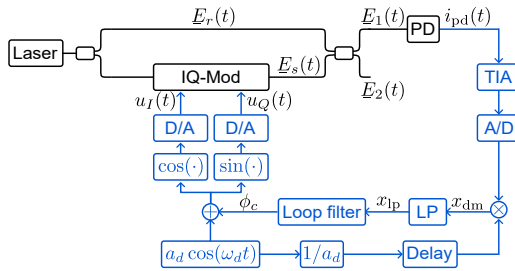 E_r(t)
E_1(t)
PD
i_pd(t)
Laser
IQ-Mod
E_s(t)
E_2(t)
TIA
u_I(t)
u_Q(t)
D/A
D/A
A/D
cos(·)
sin(·)
ϕ_c
Loop filter
x_lp
LP
x_dm
a_d cos(ω_d t)
1/a_d
Delay